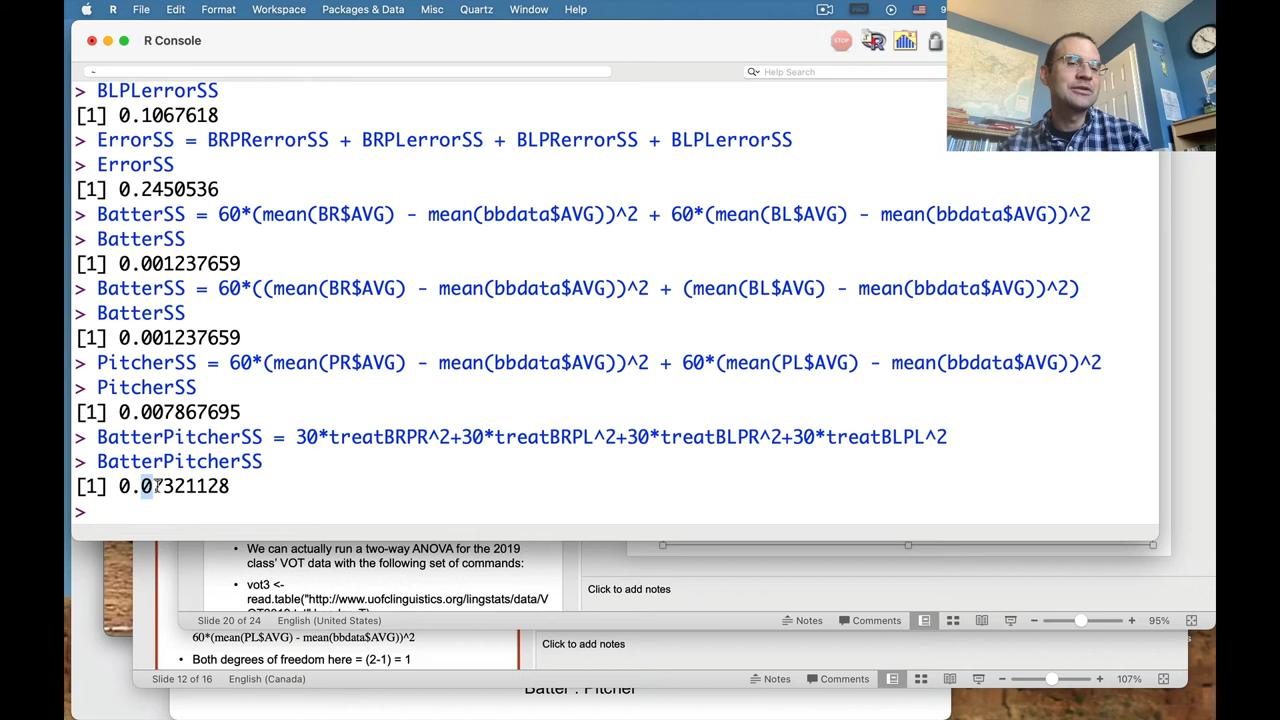 R File Edit Format Workspace Packages & Data Misc Quartz Window Help
R Console
STOP
~
Help Search
> BLPLerrorSS
[1] 0.1067618
> ErrorSS = BRPRerrorSS + BRPLerrorSS + BLPRerrorSS + BLPLerrorSS
> ErrorSS
[1] 0.2450536
> BatterSS = 60*(mean(BR$AVG) - mean(bbdata$AVG))^2 + 60*(mean(BL$AVG) - mean(bbdata$AVG))^2
> BatterSS
[1] 0.001237659
> BatterSS = 60*((mean(BR$AVG) - mean(bbdata$AVG))^2 + (mean(BL$AVG) - mean(bbdata$AVG))^2)
> BatterSS
[1] 0.001237659
> PitcherSS = 60*(mean(PR$AVG) - mean(bbdata$AVG))^2 + 60*(mean(PL$AVG) - mean(bbdata$AVG))^2
> PitcherSS
[1] 0.007867695
> BatterPitcherSS = 30*treatBRPR^2+30*treatBRPL^2+30*treatBLPR^2+30*treatBLPL^2
> BatterPitcherSS
[1] 0.07321128
>
• We can actually run a two-way ANOVA for the 2019
class' VOT data with the following set of commands:
• vot3 <-
read.table("http://www.uofclinguistics.org/lingstats/data/V
Click to add notes
Slide 20 of 24 English (United States) Notes Comments 95%
60*(mean(PL$AVG) - mean(bbdata$AVG))^2
• Both degrees of freedom here = (2-1) = 1
Click to add notes
Slide 12 of 16 English (Canada) Notes Comments 107%
Batter : Pitcher